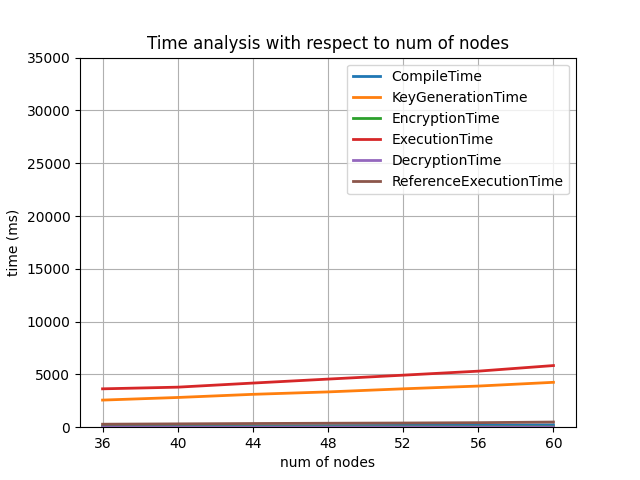 Time analysis with respect to num of nodes
35000
30000
25000
20000
15000
10000
5000
0
time (ms)
CompileTime
KeyGenerationTime
EncryptionTime
ExecutionTime
DecryptionTime
ReferenceExecutionTime
36 40 44 48 52 56 60
num of nodes